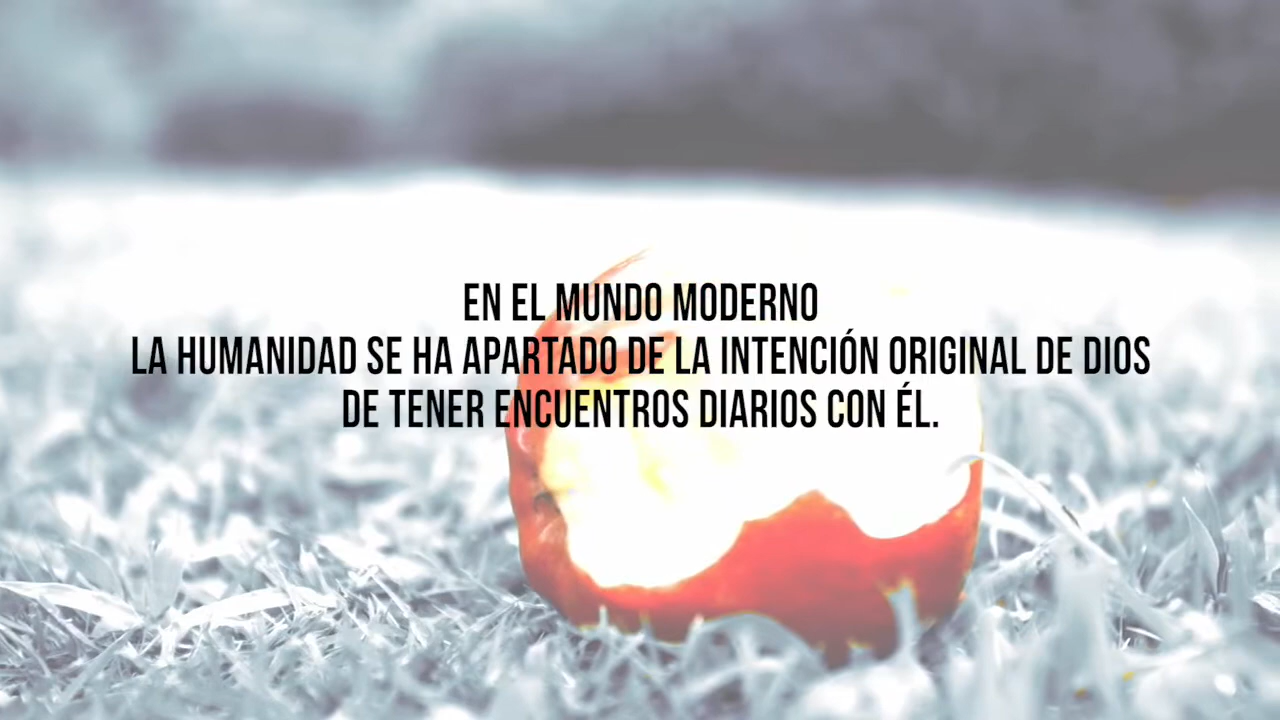 EN EL MUNDO MODERNO
LA HUMANIDAD SE HA APARTADO DE LA INTENCIÓN ORIGINAL DE DIOS
DE TENER ENCUENTROS DIARIOS CON ÉL.